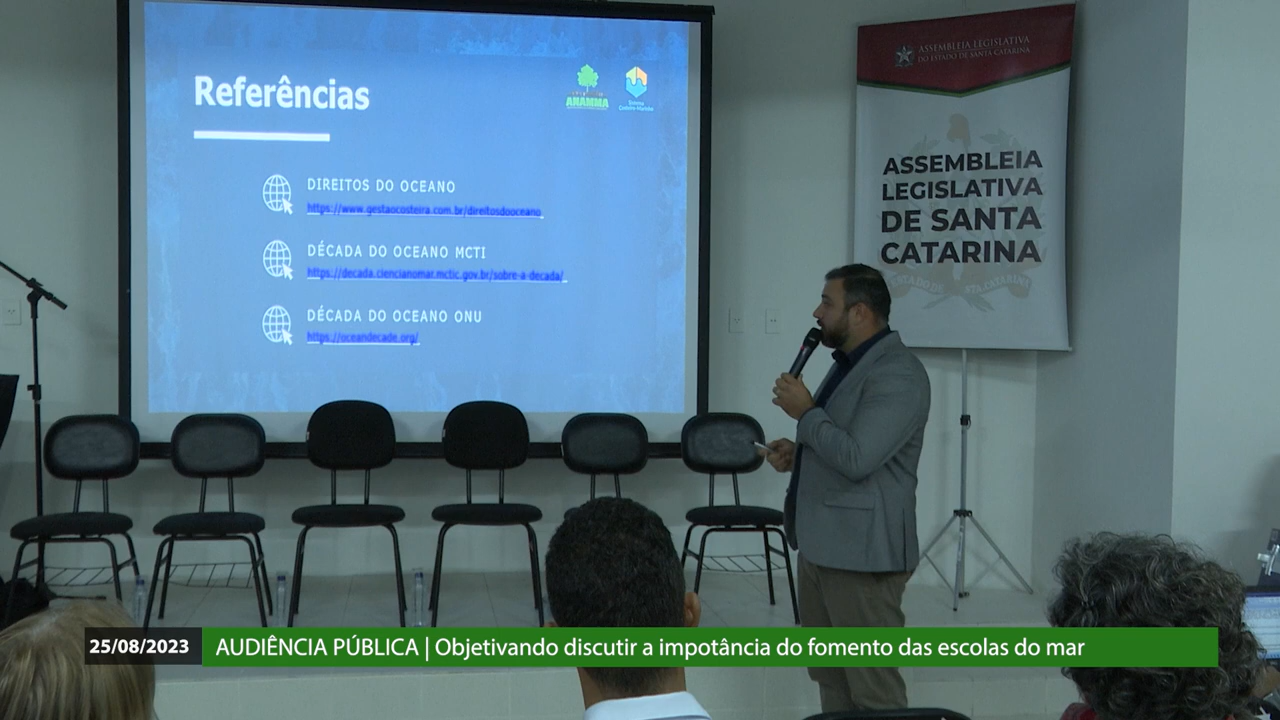 Referências
ANAMMA
DIREITOS DO OCEANO
https://www.gestaocosteira.com.br/direitosdooceano
DÉCADA DO OCEANO MCTI
https://decada.ciencianomar.mctic.gov.br/sobre-a-decada/
DÉCADA DO OCEANO ONU
https://oceandecade.org/
ASSEMBLEIA LEGISLATIVA
DO ESTADO DE SANTA CATARINA
ASSEMBLEIA
LEGISLATIVA
DE SANTA
CATARINA
25/08/2023
AUDIÊNCIA PÚBLICA | Objetivando discutir a impotância do fomento das escolas do mar